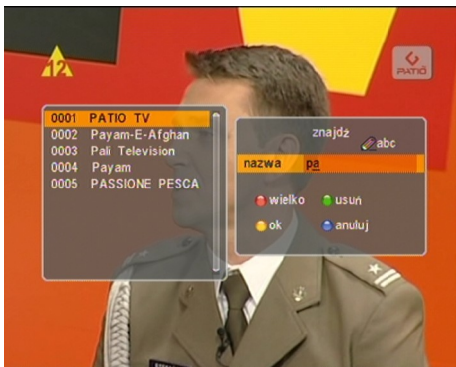 12
PATIO
0001 PATIO TV
0002 Payam-E-Afghan
0003 Pali Television
0004 Payam
0005 PASSIONE PESCA
znajdż
abc
nazwa pa
wielko usuń
ok anuluj